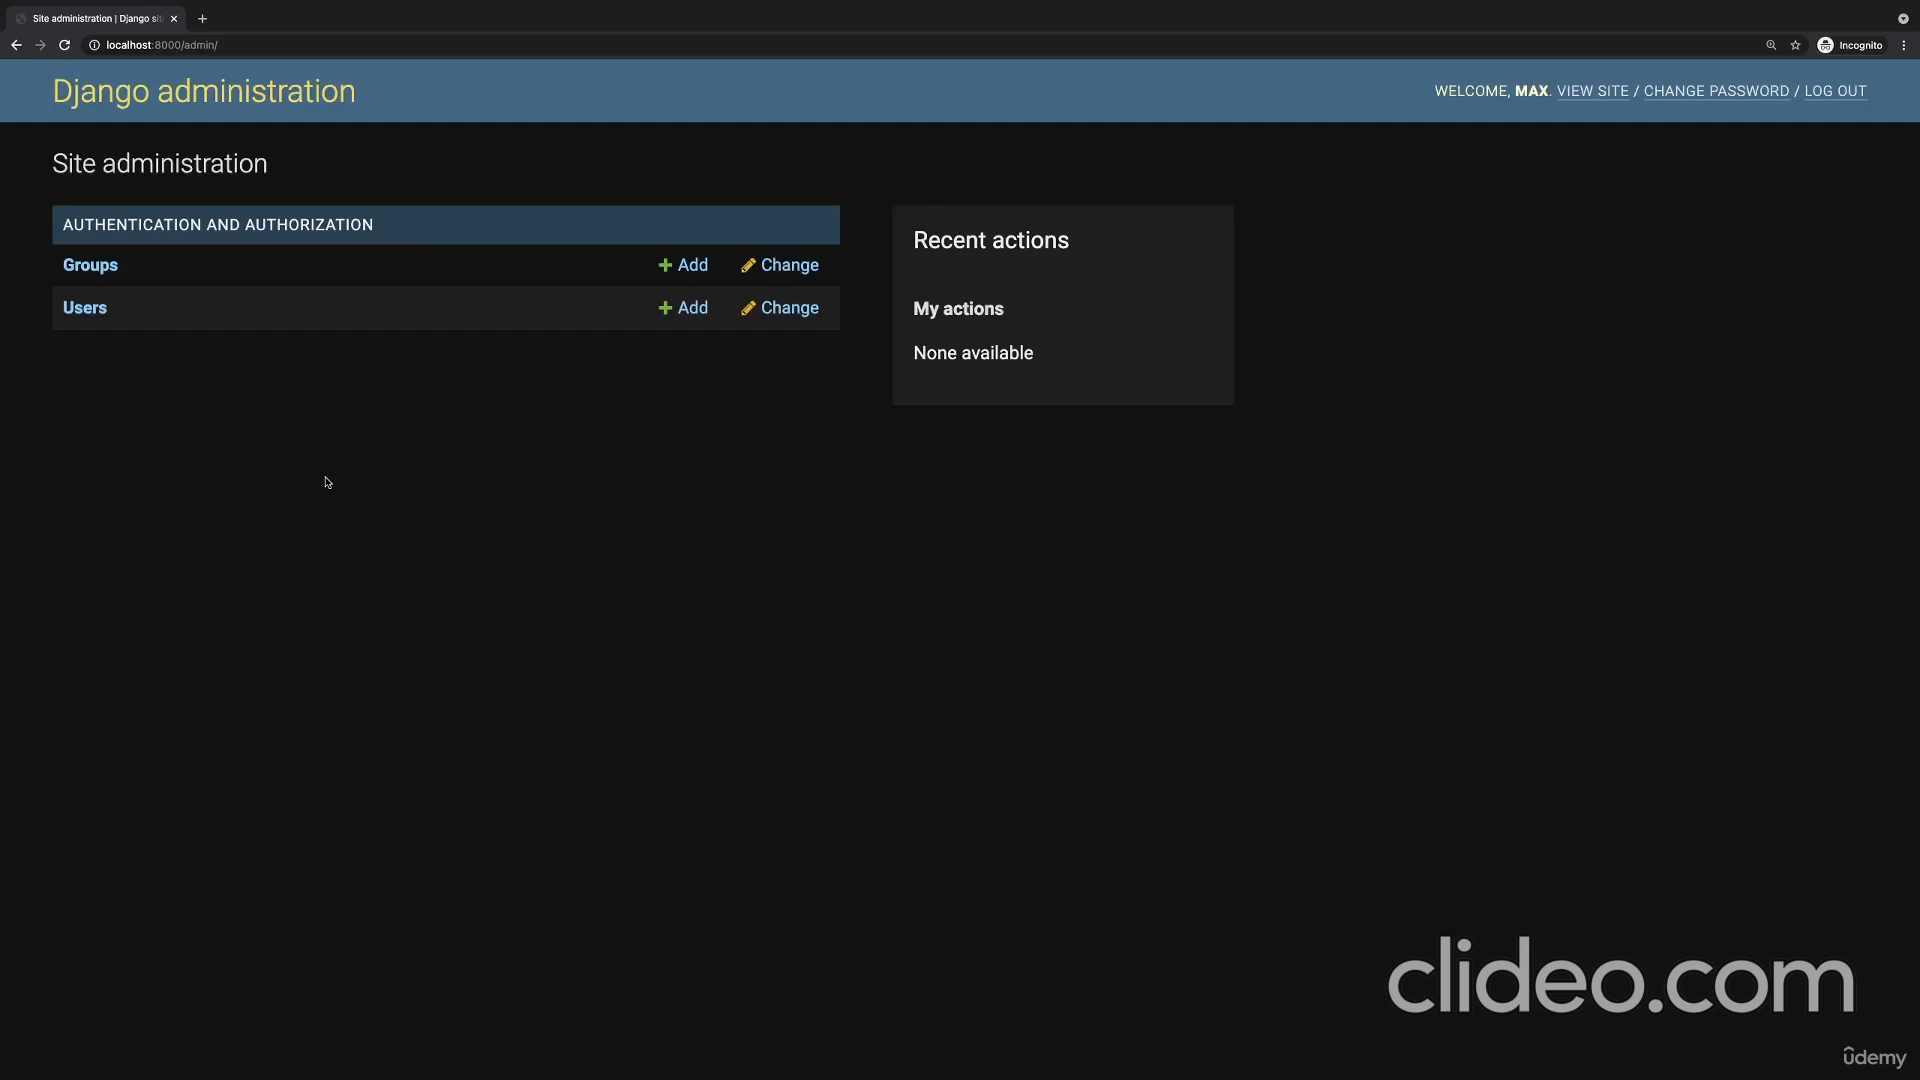 Site administration | Django sit
localhost:8000/admin/
Incognito
Django administration
WELCOME, MAX. VIEW SITE / CHANGE PASSWORD / LOG OUT
Site administration
AUTHENTICATION AND AUTHORIZATION
Groups
Add
Change
Users
Add
Change
Recent actions
My actions
None available
clideo.com
ûdemy